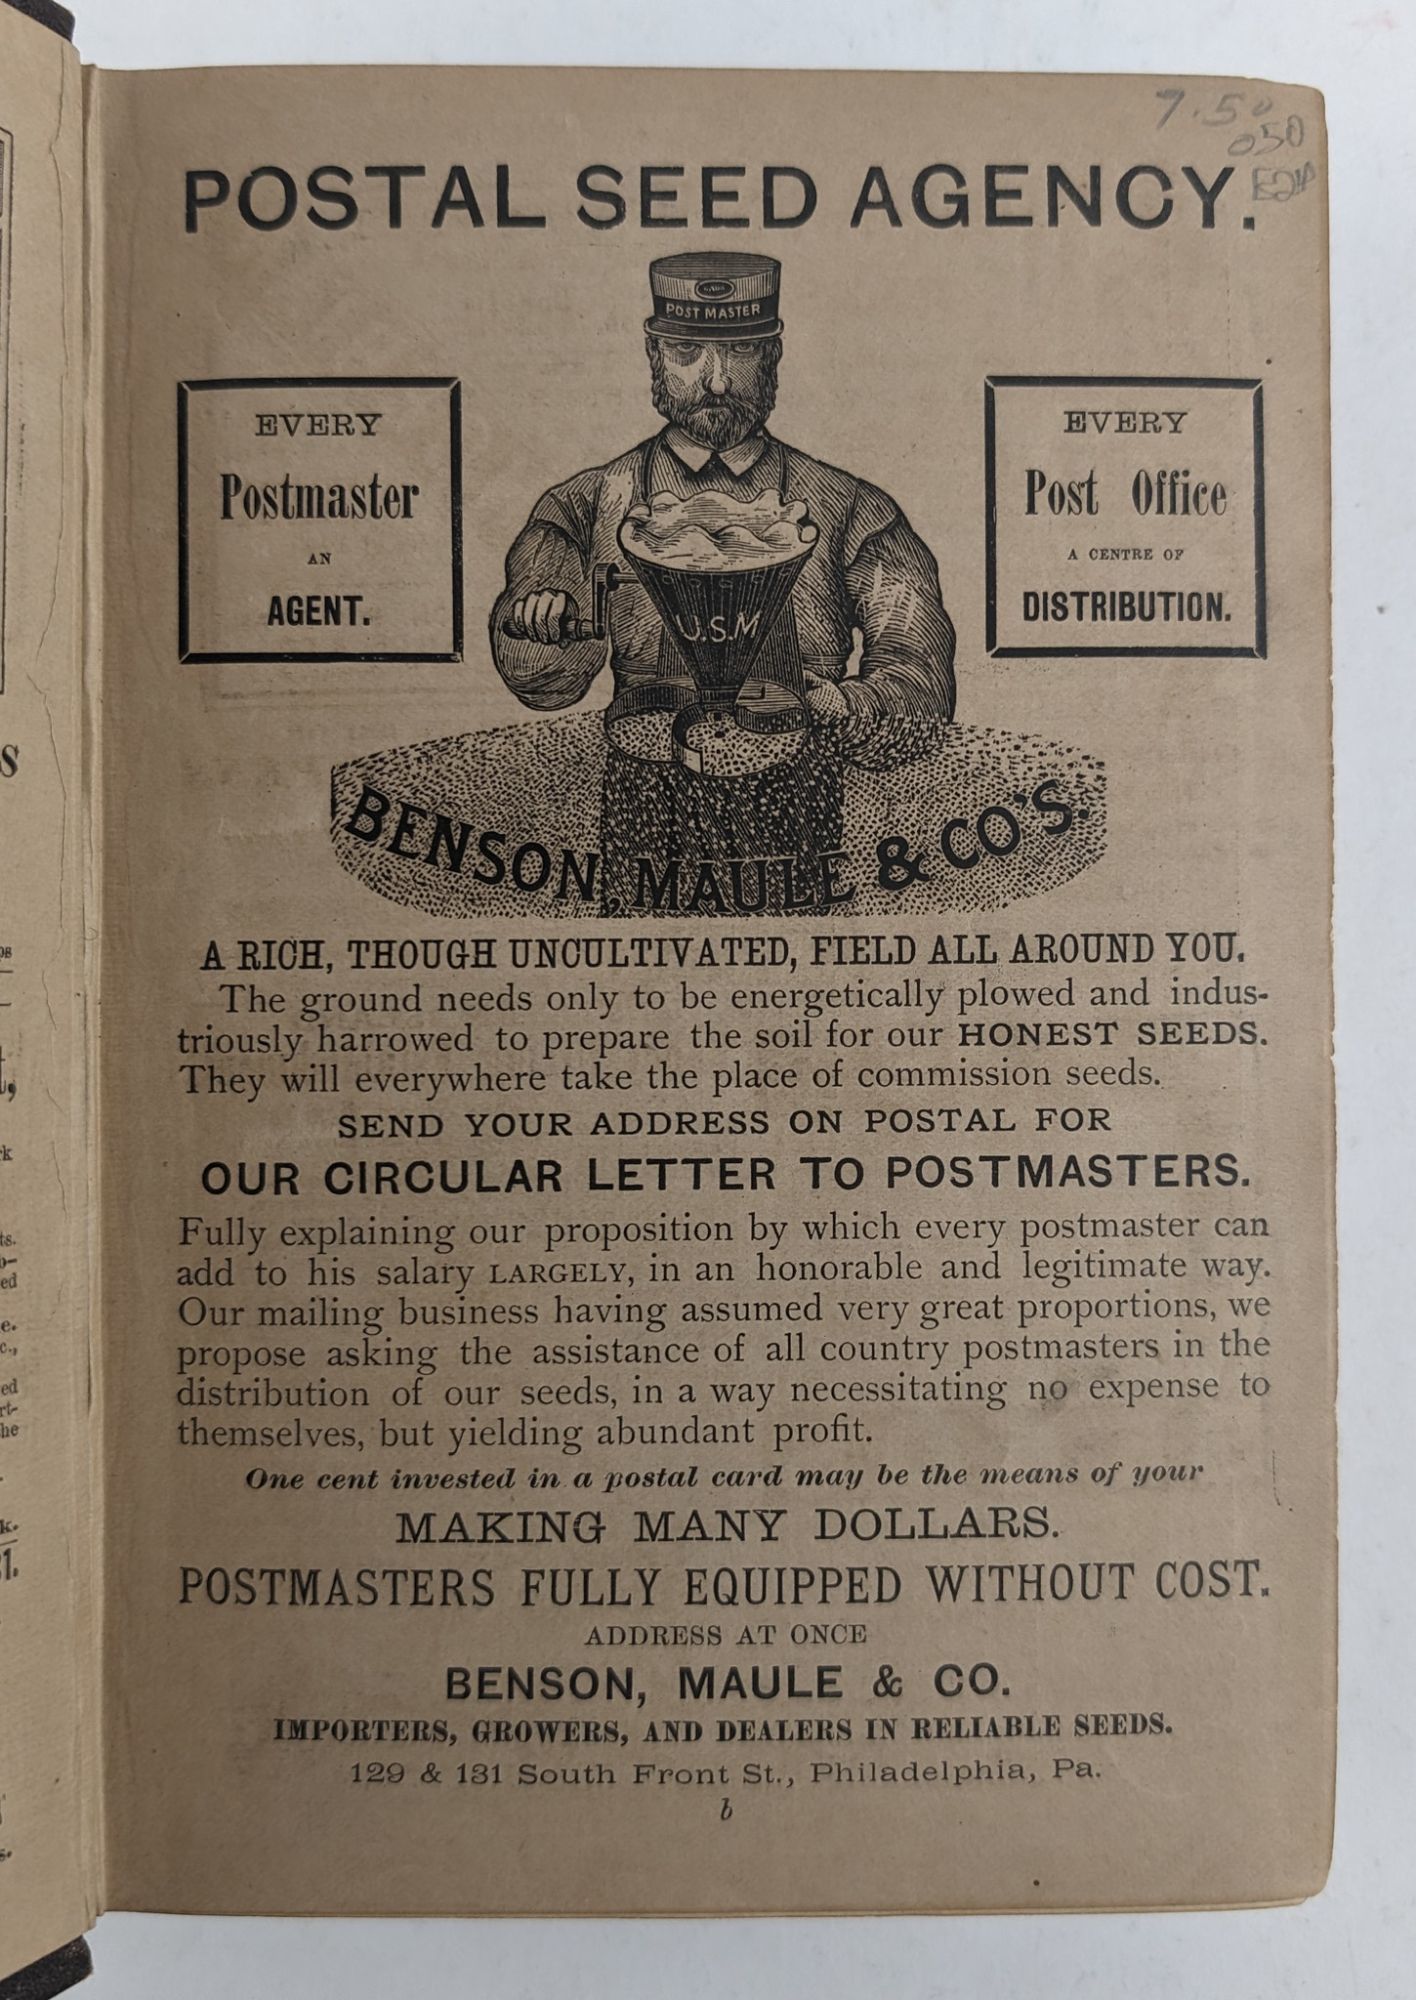 7.50
050
POSTAL SEED AGENCY.
POST MASTER
EVERY
Postmaster
AN
AGENT.
EVERY
Post Office
A CENTRE OF
DISTRIBUTION.
U.S.M
BENSON, MAULE & CO'S.
A RICH, THOUGH UNCULTIVATED, FIELD ALL AROUND YOU.
The ground needs only to be energetically plowed and indus-
triously harrowed to prepare the soil for our HONEST SEEDS.
They will everywhere take the place of commission seeds.
SEND YOUR ADDRESS ON POSTAL FOR
OUR CIRCULAR LETTER TO POSTMASTERS.
Fully explaining our proposition by which every postmaster can
add to his salary LARGELY, in an honorable and legitimate way.
Our mailing business having assumed very great proportions, we
propose asking the assistance of all country postmasters in the
distribution of our seeds, in a way necessitating no expense to
themselves, but yielding abundant profit.
One cent invested in a postal card may be the means of your
MAKING MANY DOLLARS.
POSTMASTERS FULLY EQUIPPED WITHOUT COST.
ADDRESS AT ONCE
BENSON, MAULE & CO.
IMPORTERS, GROWERS, AND DEALERS IN RELIABLE SEEDS.
129 & 131 South Front St., Philadelphia, Pa.
b